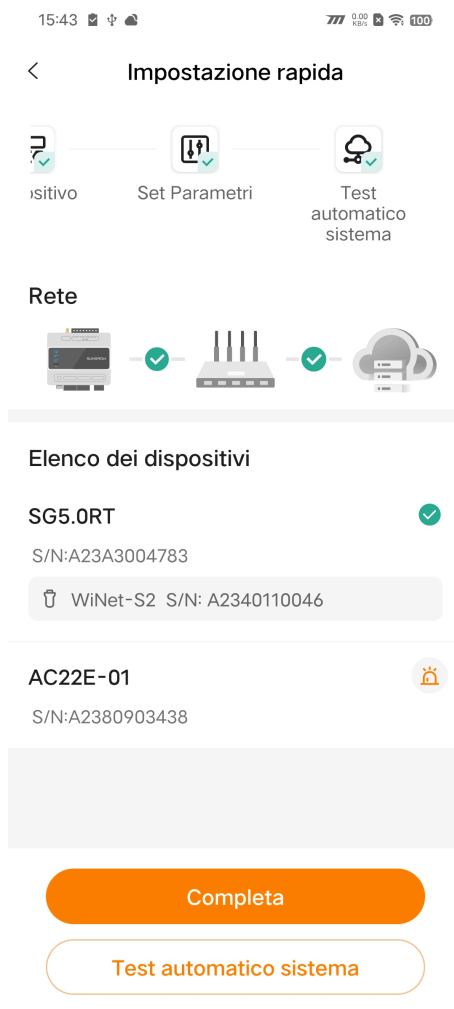 15:43
0.00
KB/s
100
Impostazione rapida
Set Parametri
Test
automatico
sistema
Rete
SUNGROW
Elenco dei dispositivi
SG5.0RT
S/N:A23A3004783
WiNet-S2 S/N: A2340110046
AC22E-01
S/N:A2380903438
Completa
Test automatico sistema